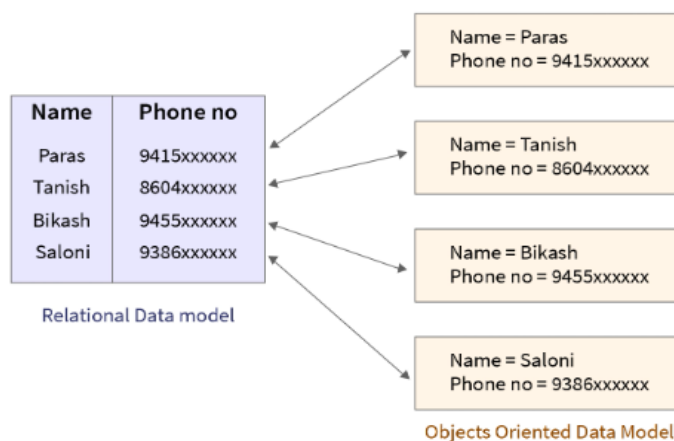 Name Phone no
Paras 9415xxxxxx
Tanish 8604xxxxxx
Bikash 9455xxxxxx
Saloni 9386xxxxxx
Relational Data model
Name = Paras
Phone no = 9415xxxxxx
Name = Tanish
Phone no = 8604xxxxxx
Name = Bikash
Phone no = 9455xxxxxx
Name = Saloni
Phone no = 9386xxxxxx
Objects Oriented Data Model